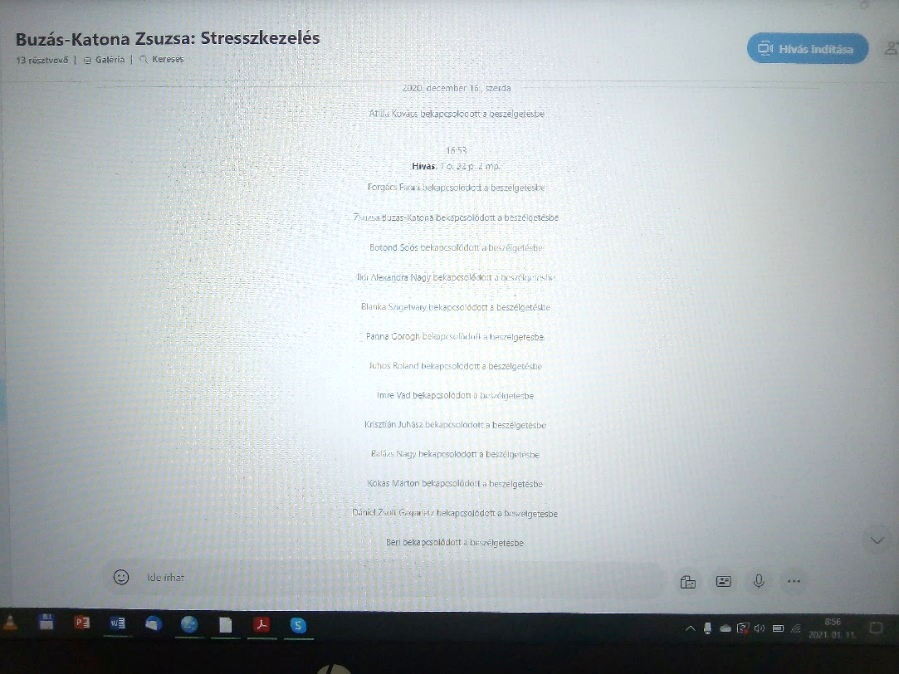 Buzás-Katona Zsuzsa: Stresszkezelés
13 résztvevő | Galéria | Keresés
Hívás indítása
2020. december 16., szerda
Attila Kovács bekapcsolódott a beszélgetésbe
16:53
Hívás: 1 ó. 32 p. 2 mp.
Forgács bekapcsolódott a beszélgetésbe
Zsuzsa Buzás-Katona bekapcsolódott a beszélgetésbe
Botond Soós bekapcsolódott a beszélgetésbe
Ildi Alexandra Nagy bekapcsolódott a beszélgetésbe
Blanka Szigetváry bekapcsolódott a beszélgetésbe
Panna Görögh bekapcsolódott a beszélgetésbe
Juhos Roland bekapcsolódott a beszélgetésbe
Imre Vad bekapcsolódott a beszélgetésbe
Krisztián Juhász bekapcsolódott a beszélgetésbe
Balázs Nagy bekapcsolódott a beszélgetésbe
Kókas Márton bekapcsolódott a beszélgetésbe
Dániel Zsolt bekapcsolódott a beszélgetésbe
Beri bekapcsolódott a beszélgetésbe
Ide írhat
8:56
2021. 01. 11.